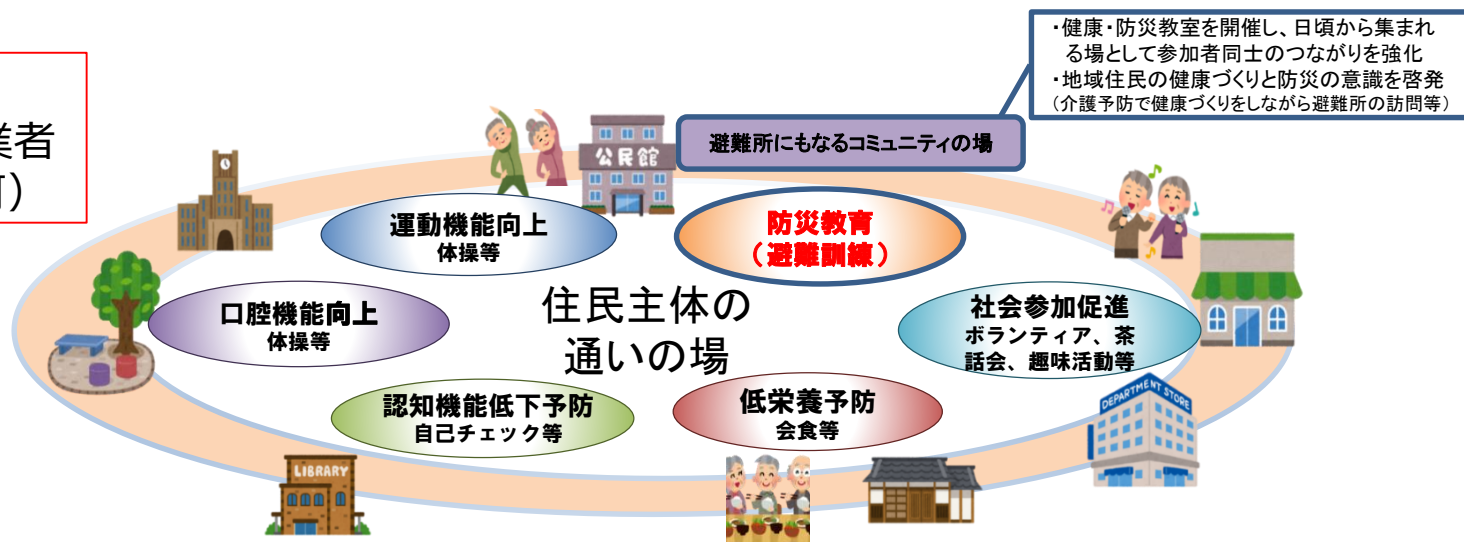 ・健康・防災教室を開催し、日頃から集まれ
る場として参加者同士のつながりを強化
・地域住民の健康づくりと防災の意識を啓発
（介護予防で健康づくりをしながら避難所の訪問等）
業者
可）
避難所にもなるコミュニティの場
公民館
運動機能向上
体操等
防災教育
（避難訓練）
口腔機能向上
体操等
住民主体の
通いの場
社会参加促進
ボランティア、茶
話会、趣味活動等
認知機能低下予防
自己チェック等
低栄養予防
会食等
DEPARTMENT STORE
LIBRARY